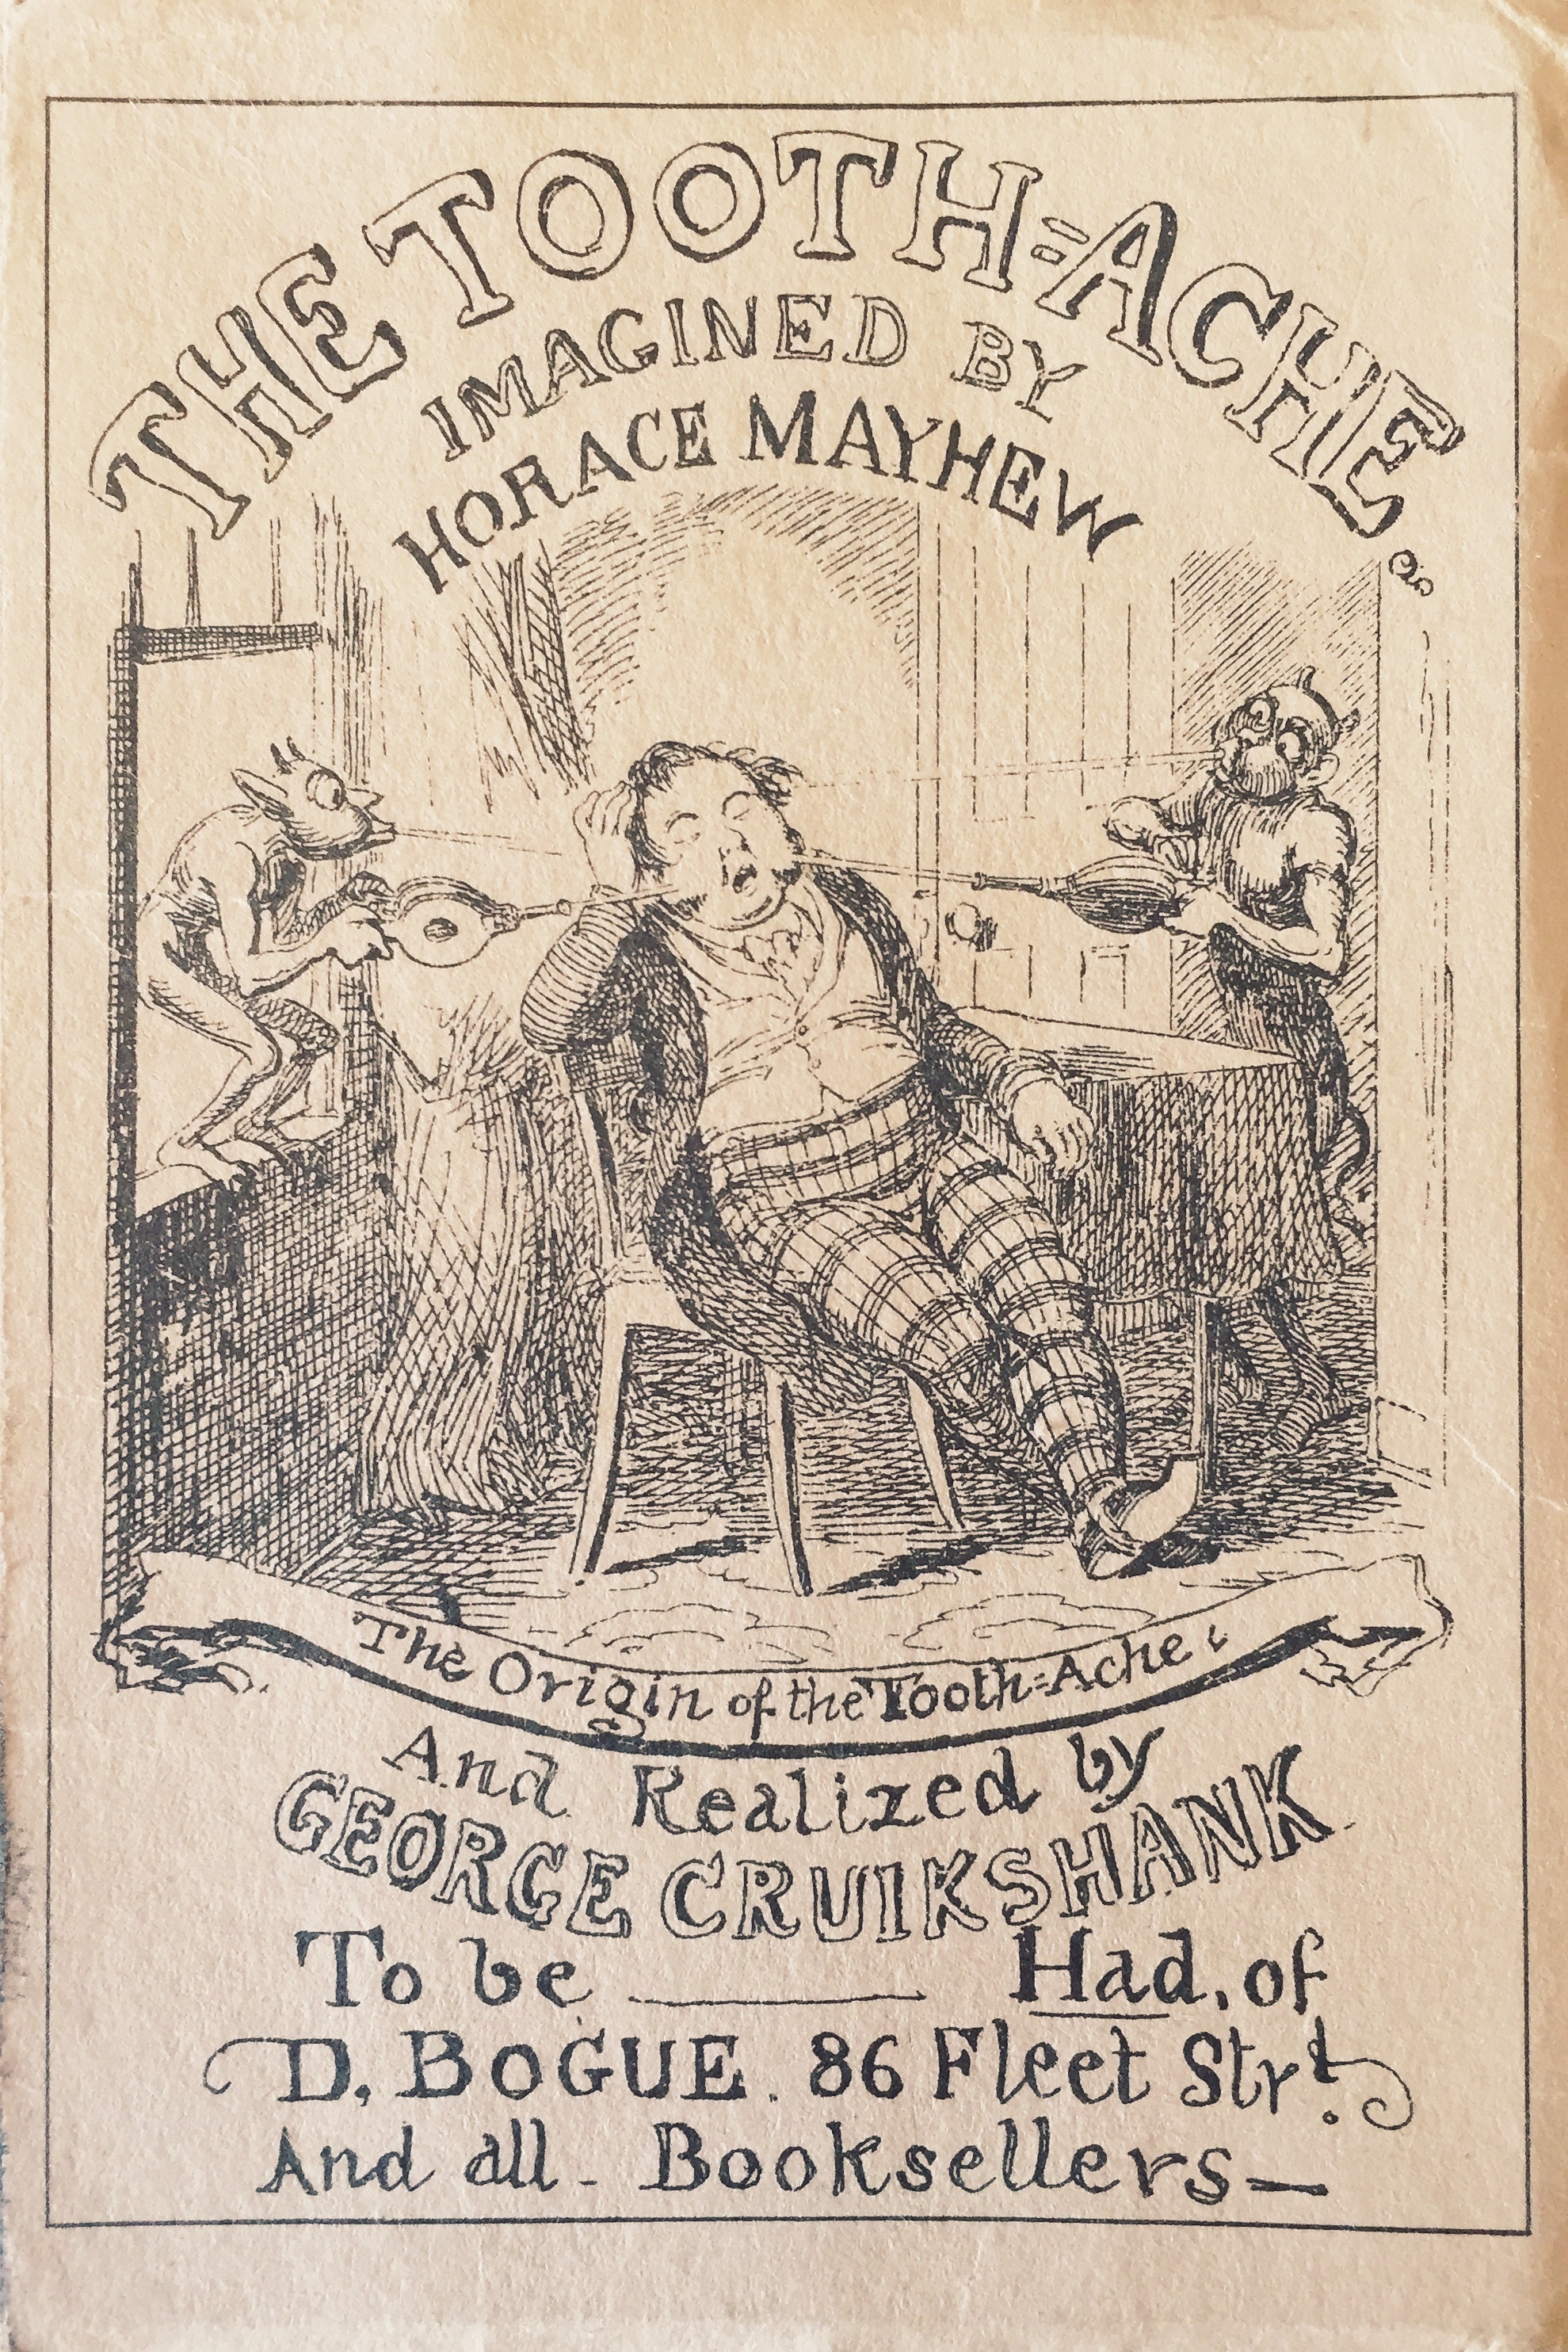 THE TOOTH=ACHE.
IMAGINED BY
HORACE MAYHEW
The Origin of the Tooth=Ache!
And Realized by
GEORGE CRUIKSHANK
To be —— Had, of
D. BOGUE. 86 Fleet Strt.
And all - Booksellers—